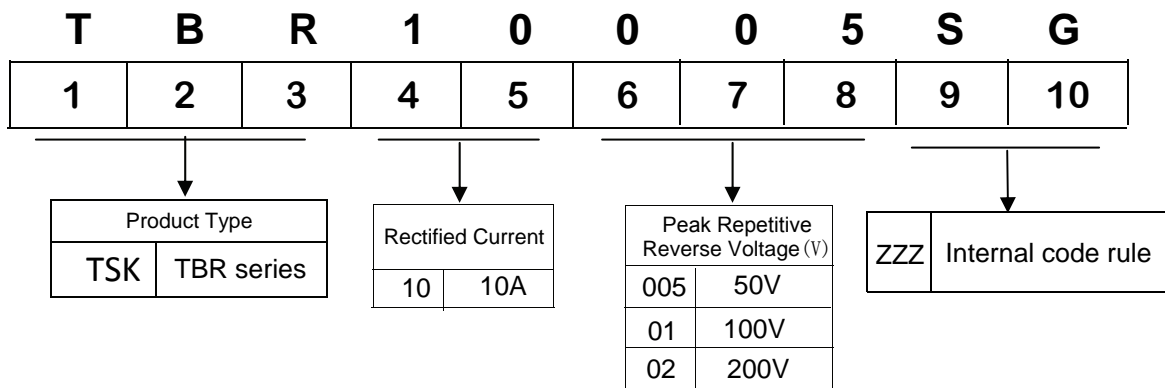 T B R 1 0 0 0 5 S G
1 2 3 4 5 6 7 8 9 10
Product Type
TSK TBR series
Rectified Current
10 10A
Peak Repetitive
Reverse Voltage(V)
005 50V
01 100V
02 200V
ZZZ Internal code rule